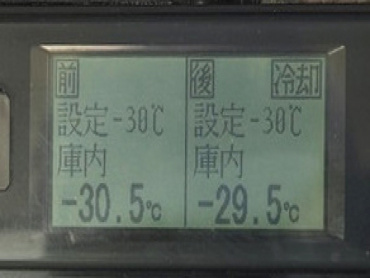 前
設定-30℃
庫内
-30.5℃
後 冷却
設定-30℃
庫内
-29.5℃